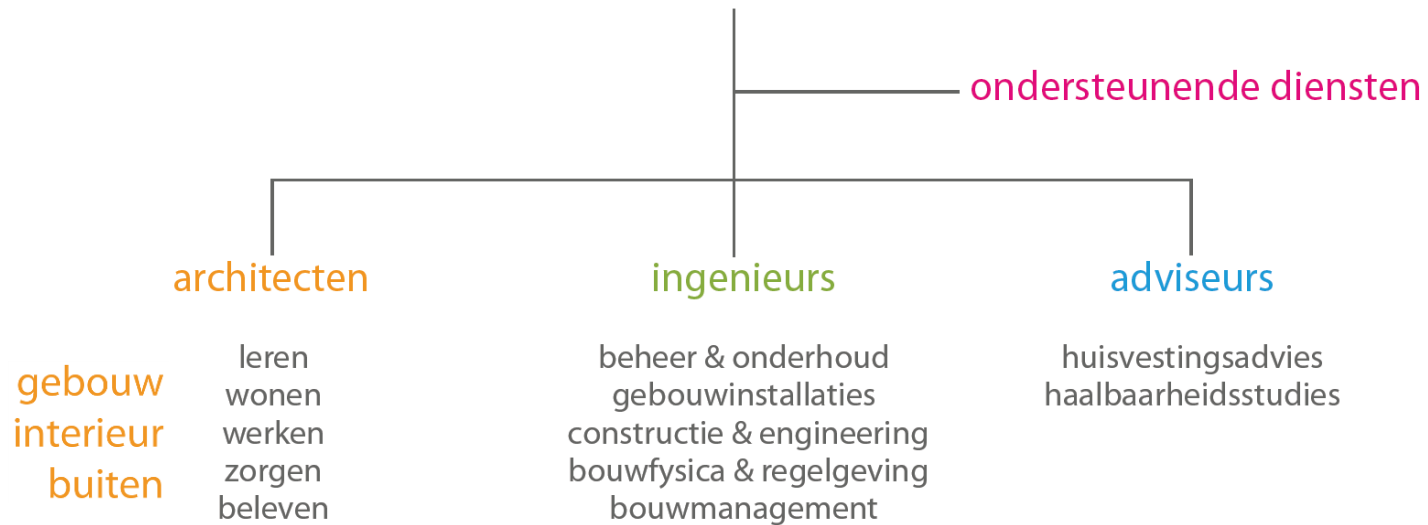 ondersteunende diensten
architecten
ingenieurs
adviseurs
gebouw
interieur
buiten
leren
wonen
werken
zorgen
beleven
beheer & onderhoud
gebouwinstallaties
constructie & engineering
bouwfysica & regelgeving
bouwmanagement
huisvestingsadvies
haalbaarheidsstudies